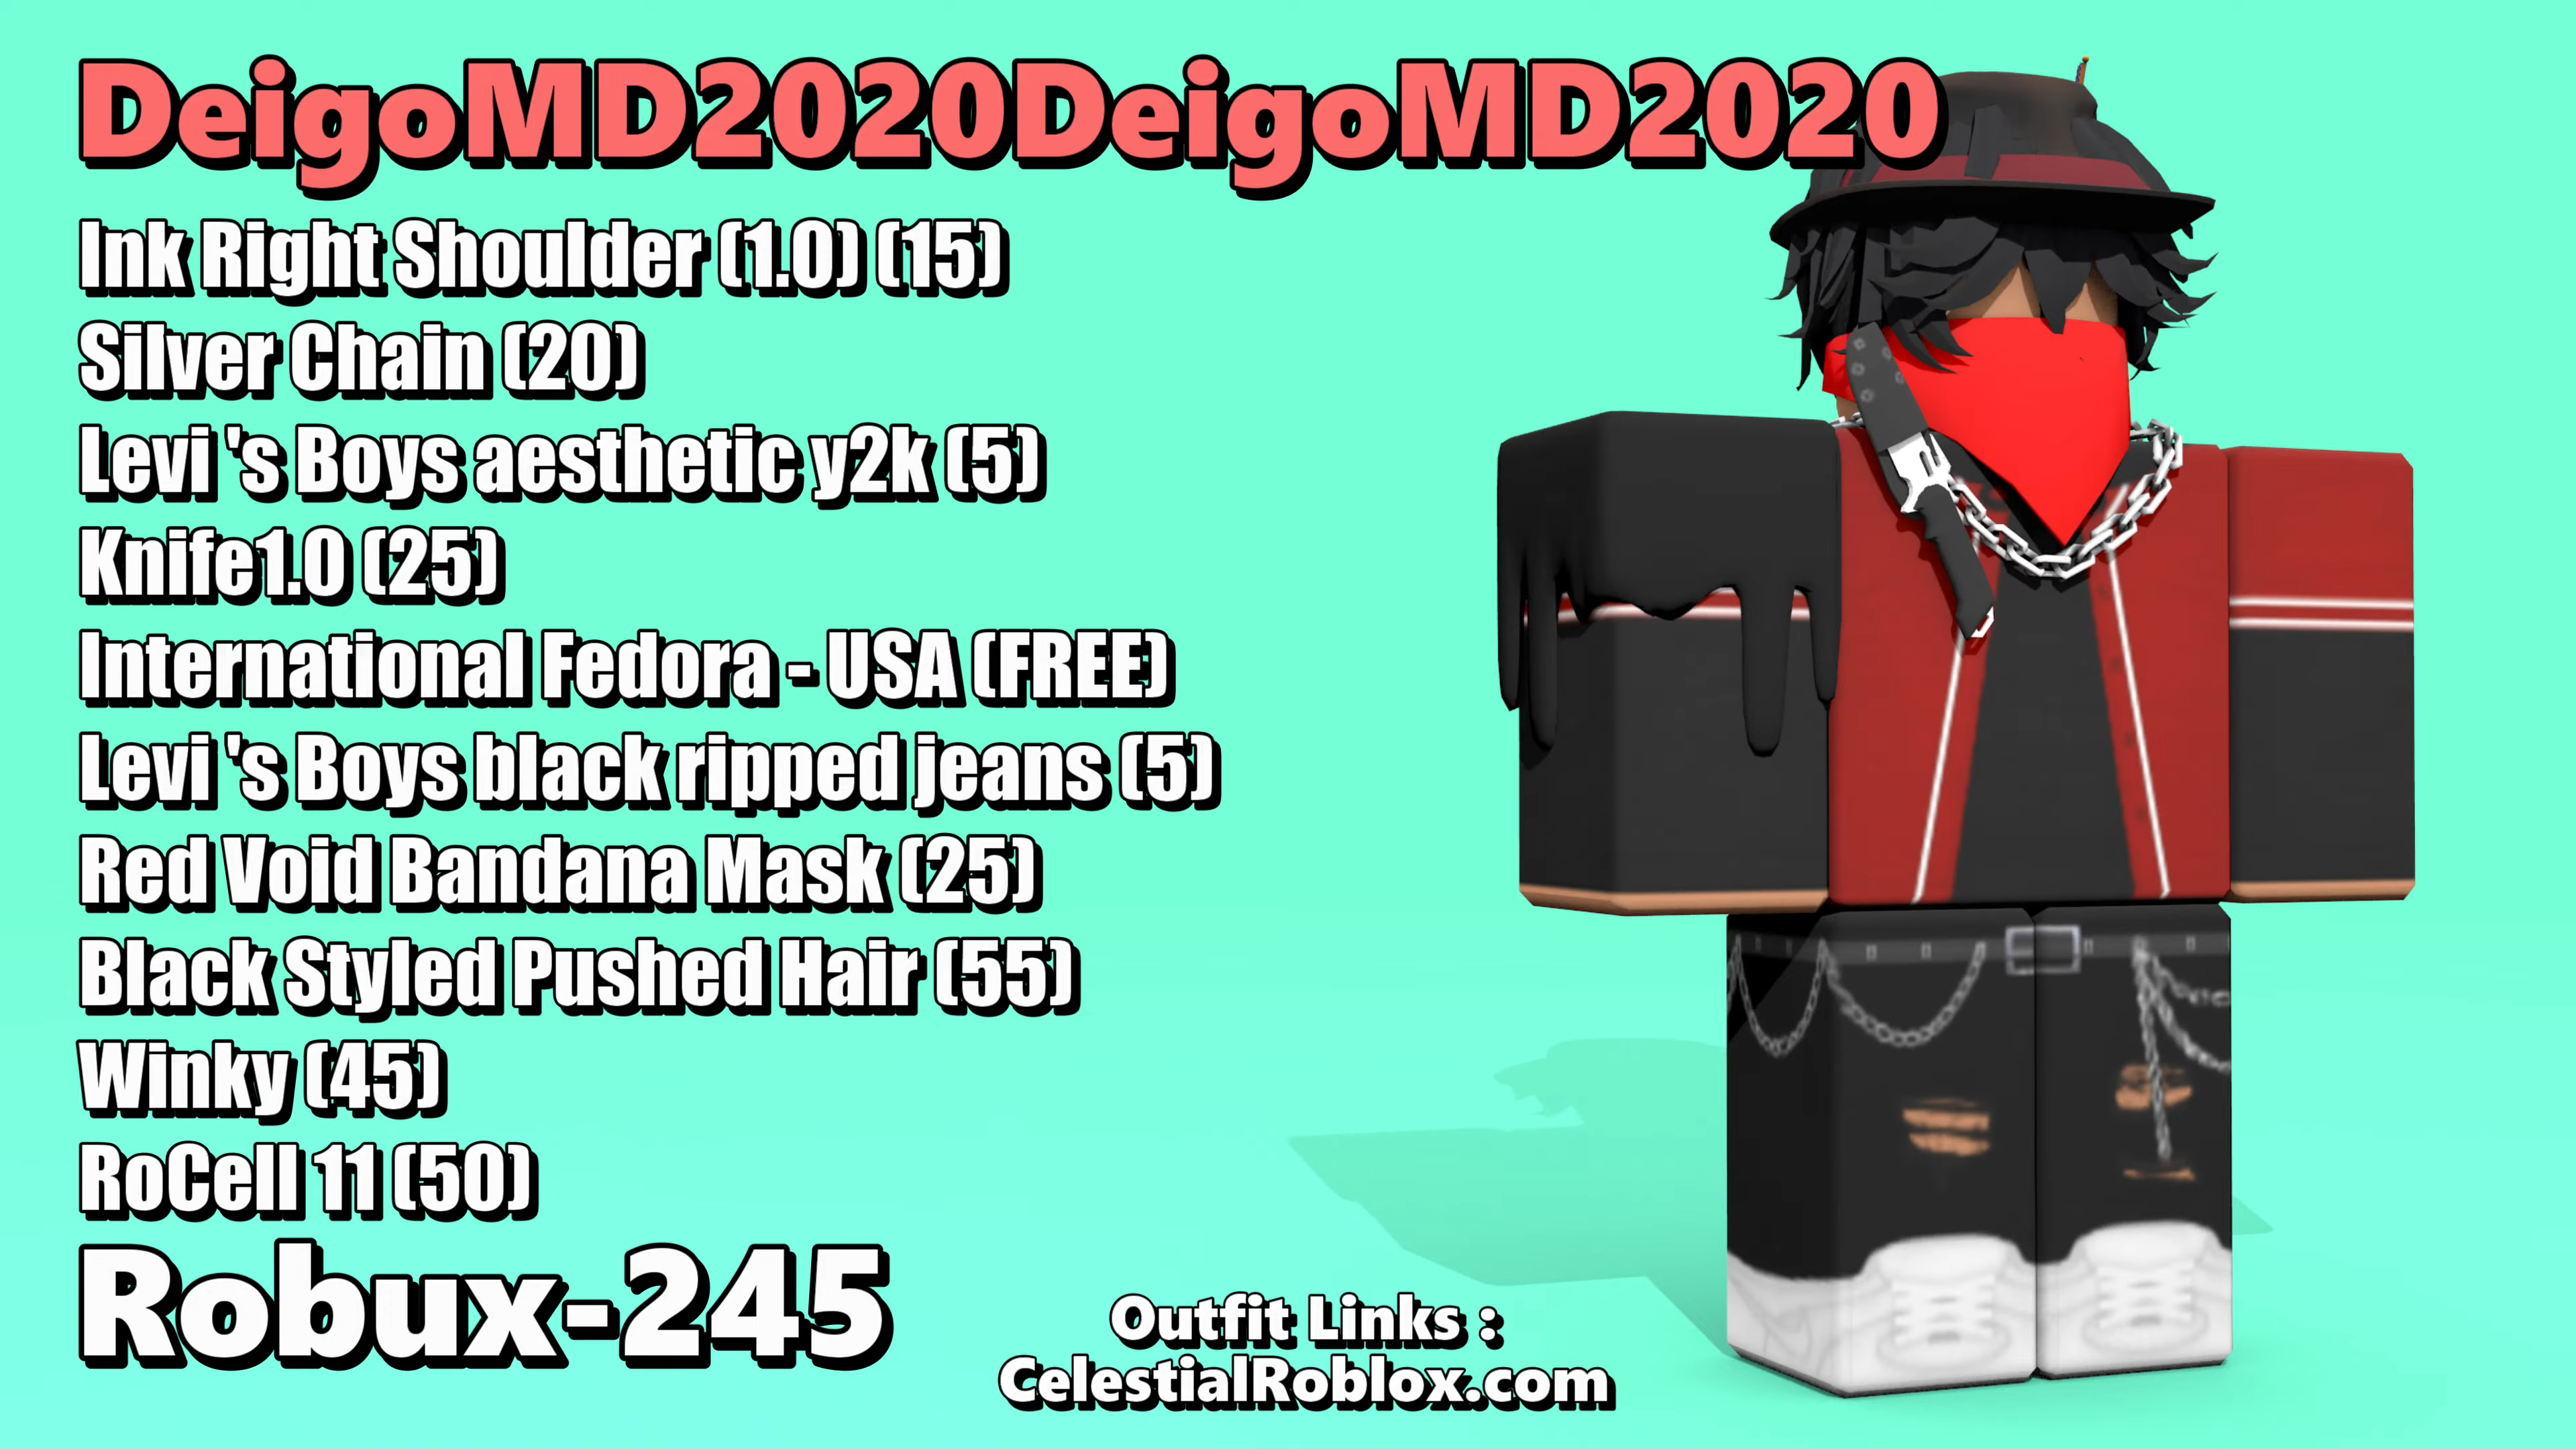 DeigoMD2020DeigoMD2020
Ink Right Shoulder (1.0) (15)
Silver Chain (20)
Levi 's Boys aesthetic y2k (5)
Knife1.0 (25)
International Fedora - USA (FREE)
Levi 's Boys black ripped jeans (5)
Red Void Bandana Mask (25)
Black Styled Pushed Hair (55)
Winky (45)
RoCell 11 (50)
Robux-245
Outfit Links :
CelestialRoblox.com